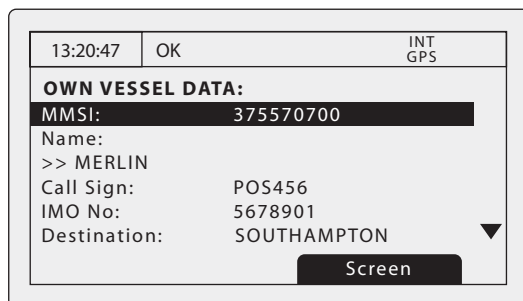 13:20:47 OK INT GPS
OWN VESSEL DATA:
MMSI: 375570700
Name:
>> MERLIN
Call Sign: POS456
IMO No: 5678901
Destination: SOUTHAMPTON
Screen